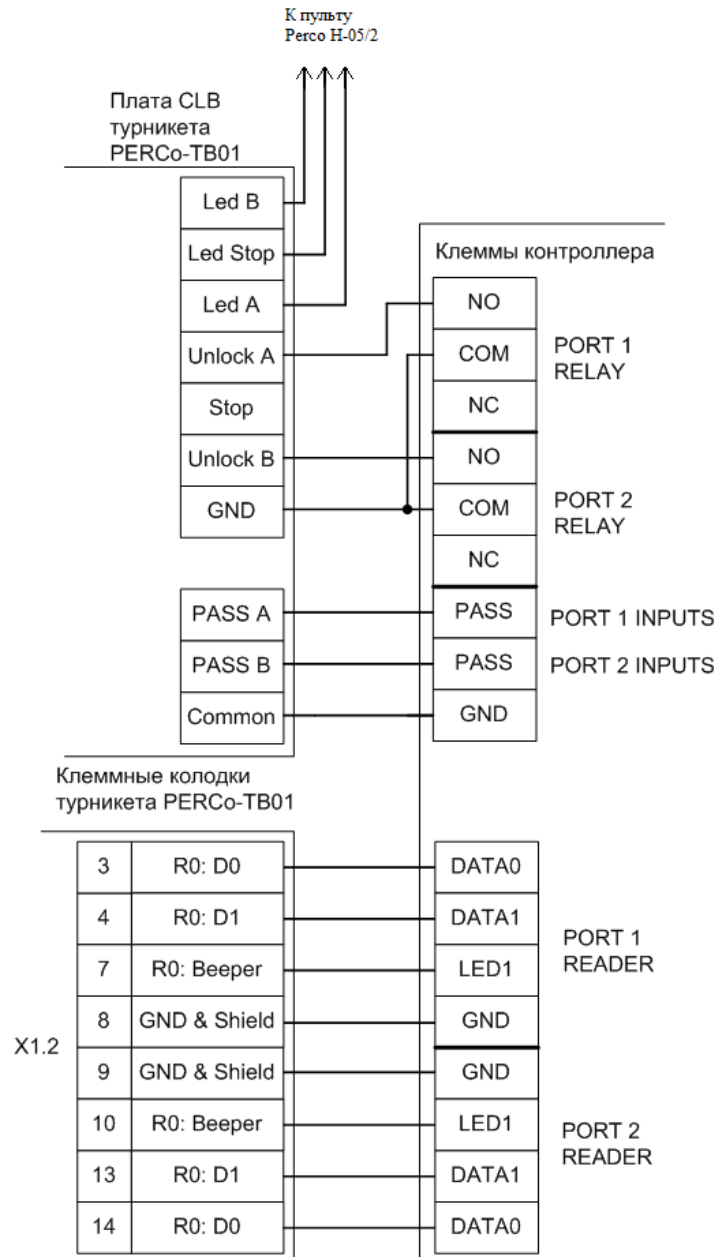 К пульту
Perco H-05/2
Плата CLB
турникета
PERCo-TB01
Led B
Led Stop
Led A
Unlock A
Stop
Unlock B
GND
PASS A
PASS B
Common
Клеммы контроллера
NO
COM
NC
PORT 1
RELAY
NO
COM
NC
PORT 2
RELAY
PASS
PORT 1 INPUTS
PASS
PORT 2 INPUTS
GND
Клеммные колодки
турникета PERCo-TB01
X1.2
3 R0: D0
4 R0: D1
7 R0: Beeper
8 GND & Shield
9 GND & Shield
10 R0: Beeper
13 R0: D1
14 R0: D0
DATA0
DATA1
LED1
GND
PORT 1
READER
GND
LED1
DATA1
DATA0
PORT 2
READER